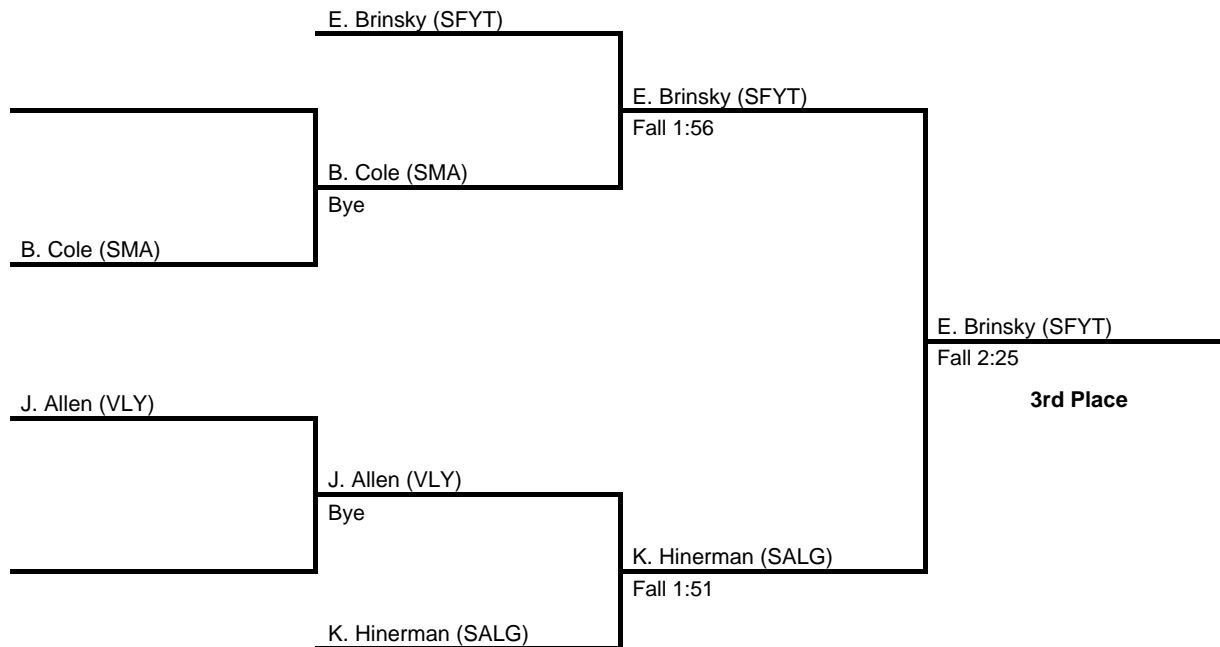 E. Brinsky (SFYT)
E. Brinsky (SFYT)
Fall 1:56
B. Cole (SMA)
Bye
B. Cole (SMA)
E. Brinsky (SFYT)
Fall 2:25
3rd Place
J. Allen (VLY)
J. Allen (VLY)
Bye
K. Hinerman (SALG)
Fall 1:51
K. Hinerman (SALG)